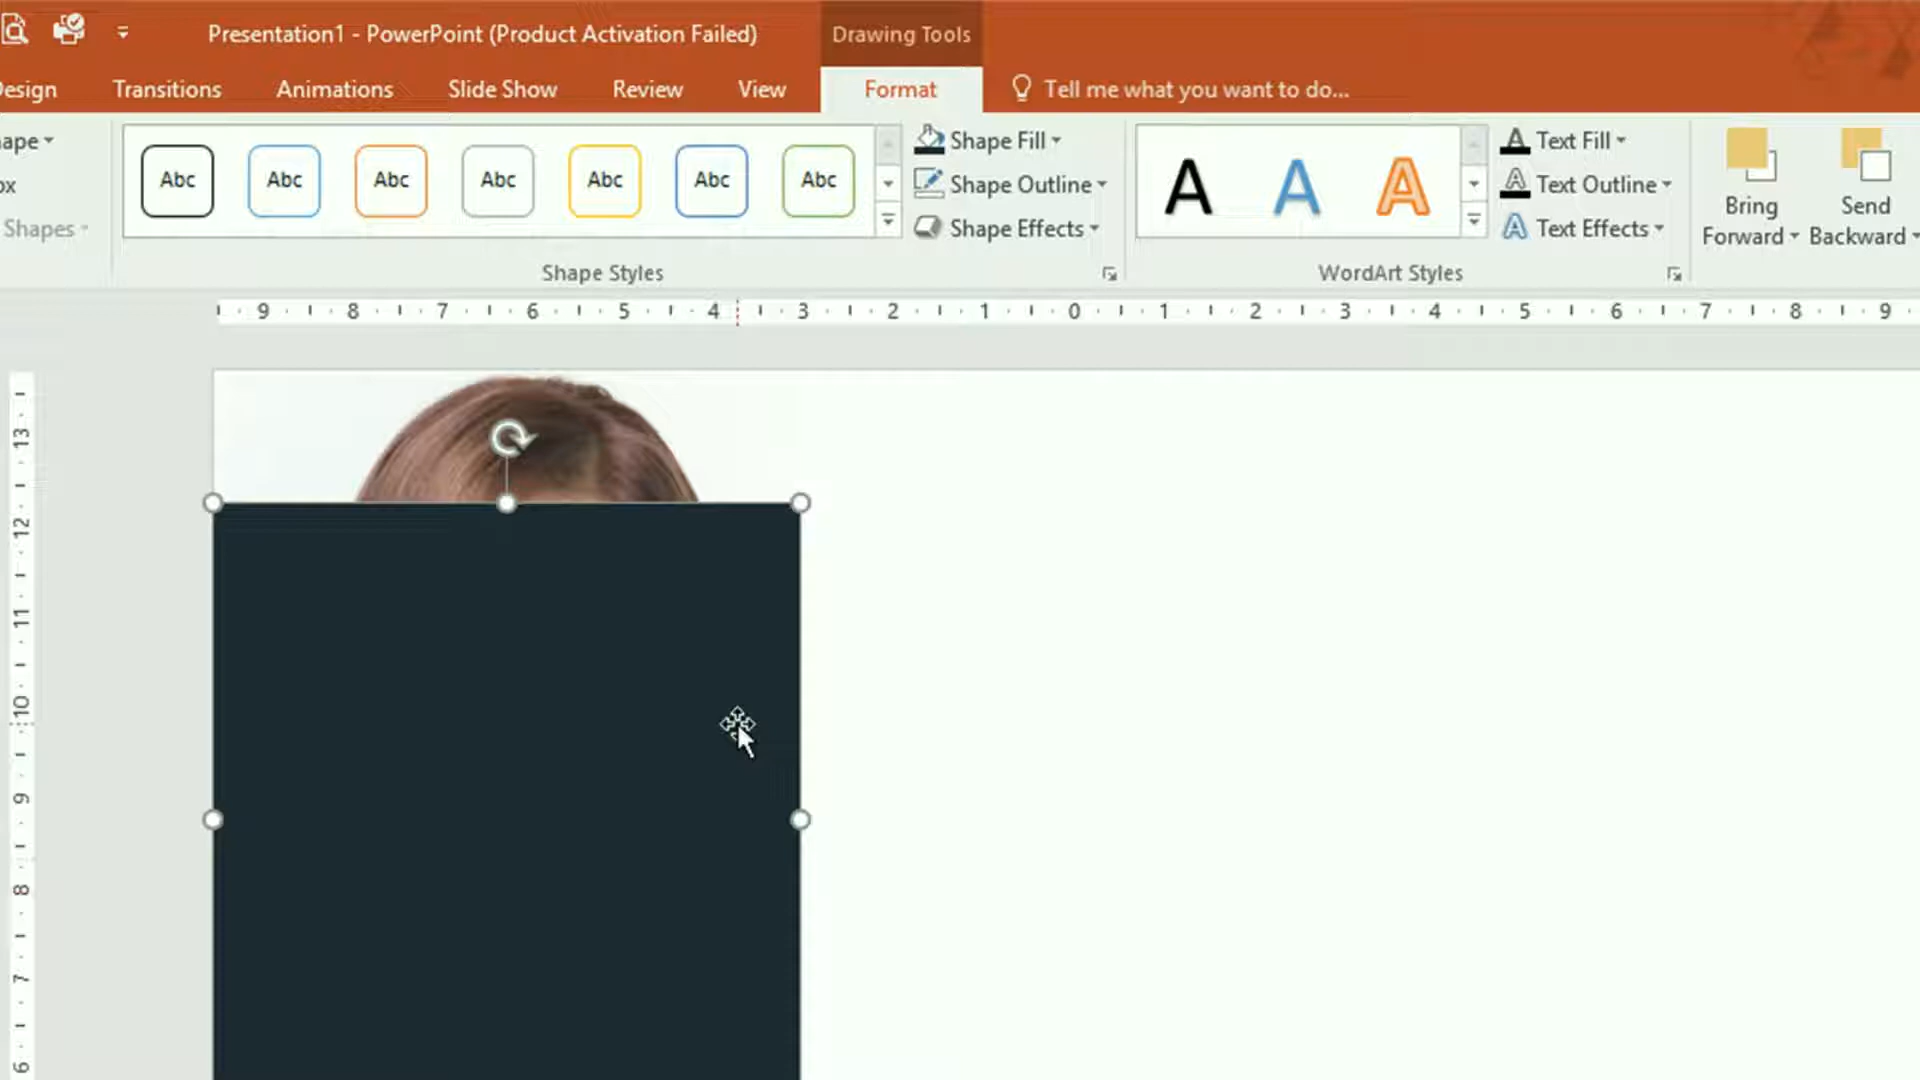 Presentation1 - PowerPoint (Product Activation Failed)
Drawing Tools
Design Transitions Animations Slide Show Review View Format Tell me what you want to do...
ape
ox
Shapes
Abc Abc Abc Abc Abc Abc Abc
Shape Fill
Shape Outline
Shape Effects
Shape Styles
A A A
Text Fill
Text Outline
Text Effects
WordArt Styles
Bring
Forward
Send
Backward
9 8 7 6 5 4 3 2 1 0 1 2 3 4 5 6 7 8 9
13
12
11
10
9
8
7
6